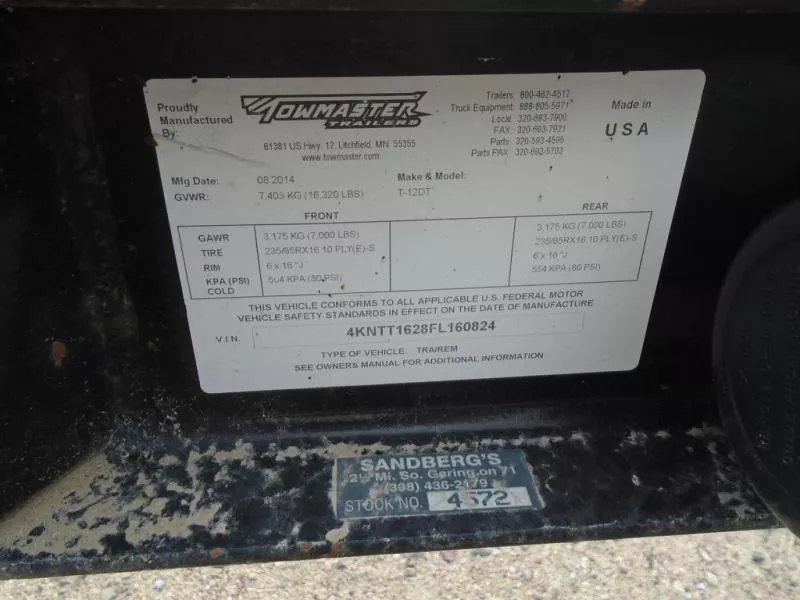 Proudly
Manufactured
By:
TOWMASTER
TRAILERS
61381 US Hwy. 12, Litchfield, MN 55355
www.towmaster.com
Trailers: 800-462-4517
Truck Equipment: 888-805-5971
Local: 320-693-7900
FAX: 320-693-7921
Parts: 320-593-4595
Parts FAX: 320-693-5703
Made in
USA
Mfg Date: 08 2014 Make & Model:
GVWR: 7,403 KG (16,320 LBS) T-12DT
FRONT REAR
GAWR 3,175 KG (7,000 LBS) 3,175 KG (7,000 LBS)
TIRE 235/85RX16 10 PLY(E)-S 235/85RX16 10 PLY(E)-S
RIM 6 x 16 "J 6 x 16 "J
KPA (PSI) 554 KPA (80 PSI) 554 KPA (80 PSI)
COLD
THIS VEHICLE CONFORMS TO ALL APPLICABLE U.S. FEDERAL MOTOR
VEHICLE SAFETY STANDARDS IN EFFECT ON THE DATE OF MANUFACTURE
V.I.N. 4KNTT1628FL160824
TYPE OF VEHICLE: TRA/REM
SEE OWNERS MANUAL FOR ADDITIONAL INFORMATION
SANDBERG'S
2½ Mi. So. Gering on 71
(308) 436-2179
STOCK NO. 4572